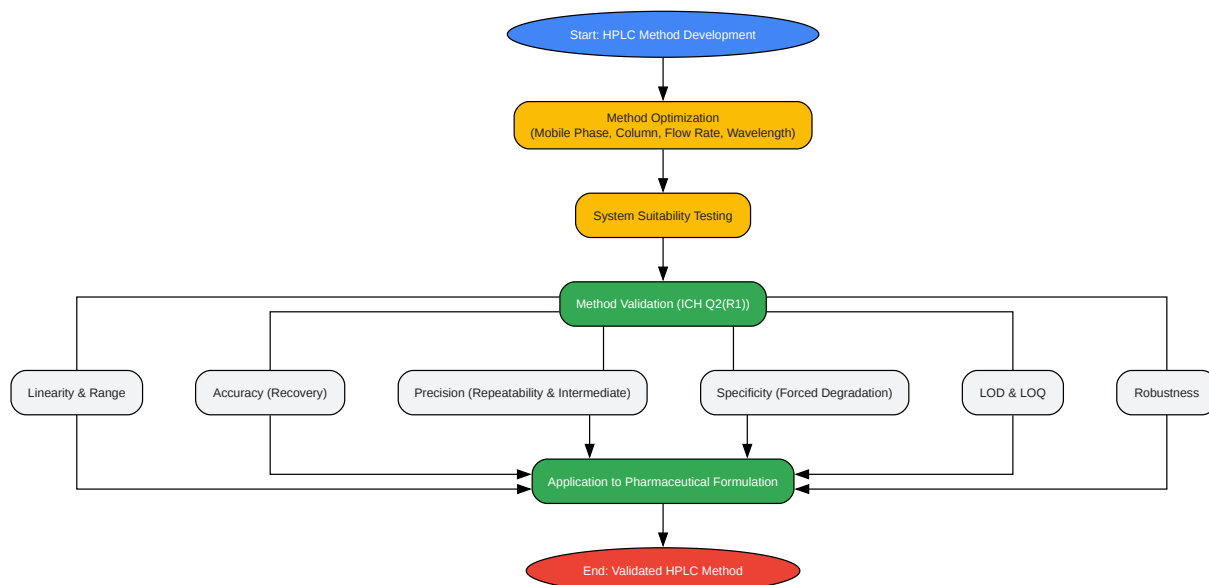 Start: HPLC Method Development
Method Optimization
(Mobile Phase, Column, Flow Rate, Wavelength)
System Suitability Testing
Method Validation (ICH Q2(R1))
Linearity & Range
Accuracy (Recovery)
Precision (Repeatability & Intermediate)
Specificity (Forced Degradation)
LOD & LOQ
Robustness
Application to Pharmaceutical Formulation
End: Validated HPLC Method